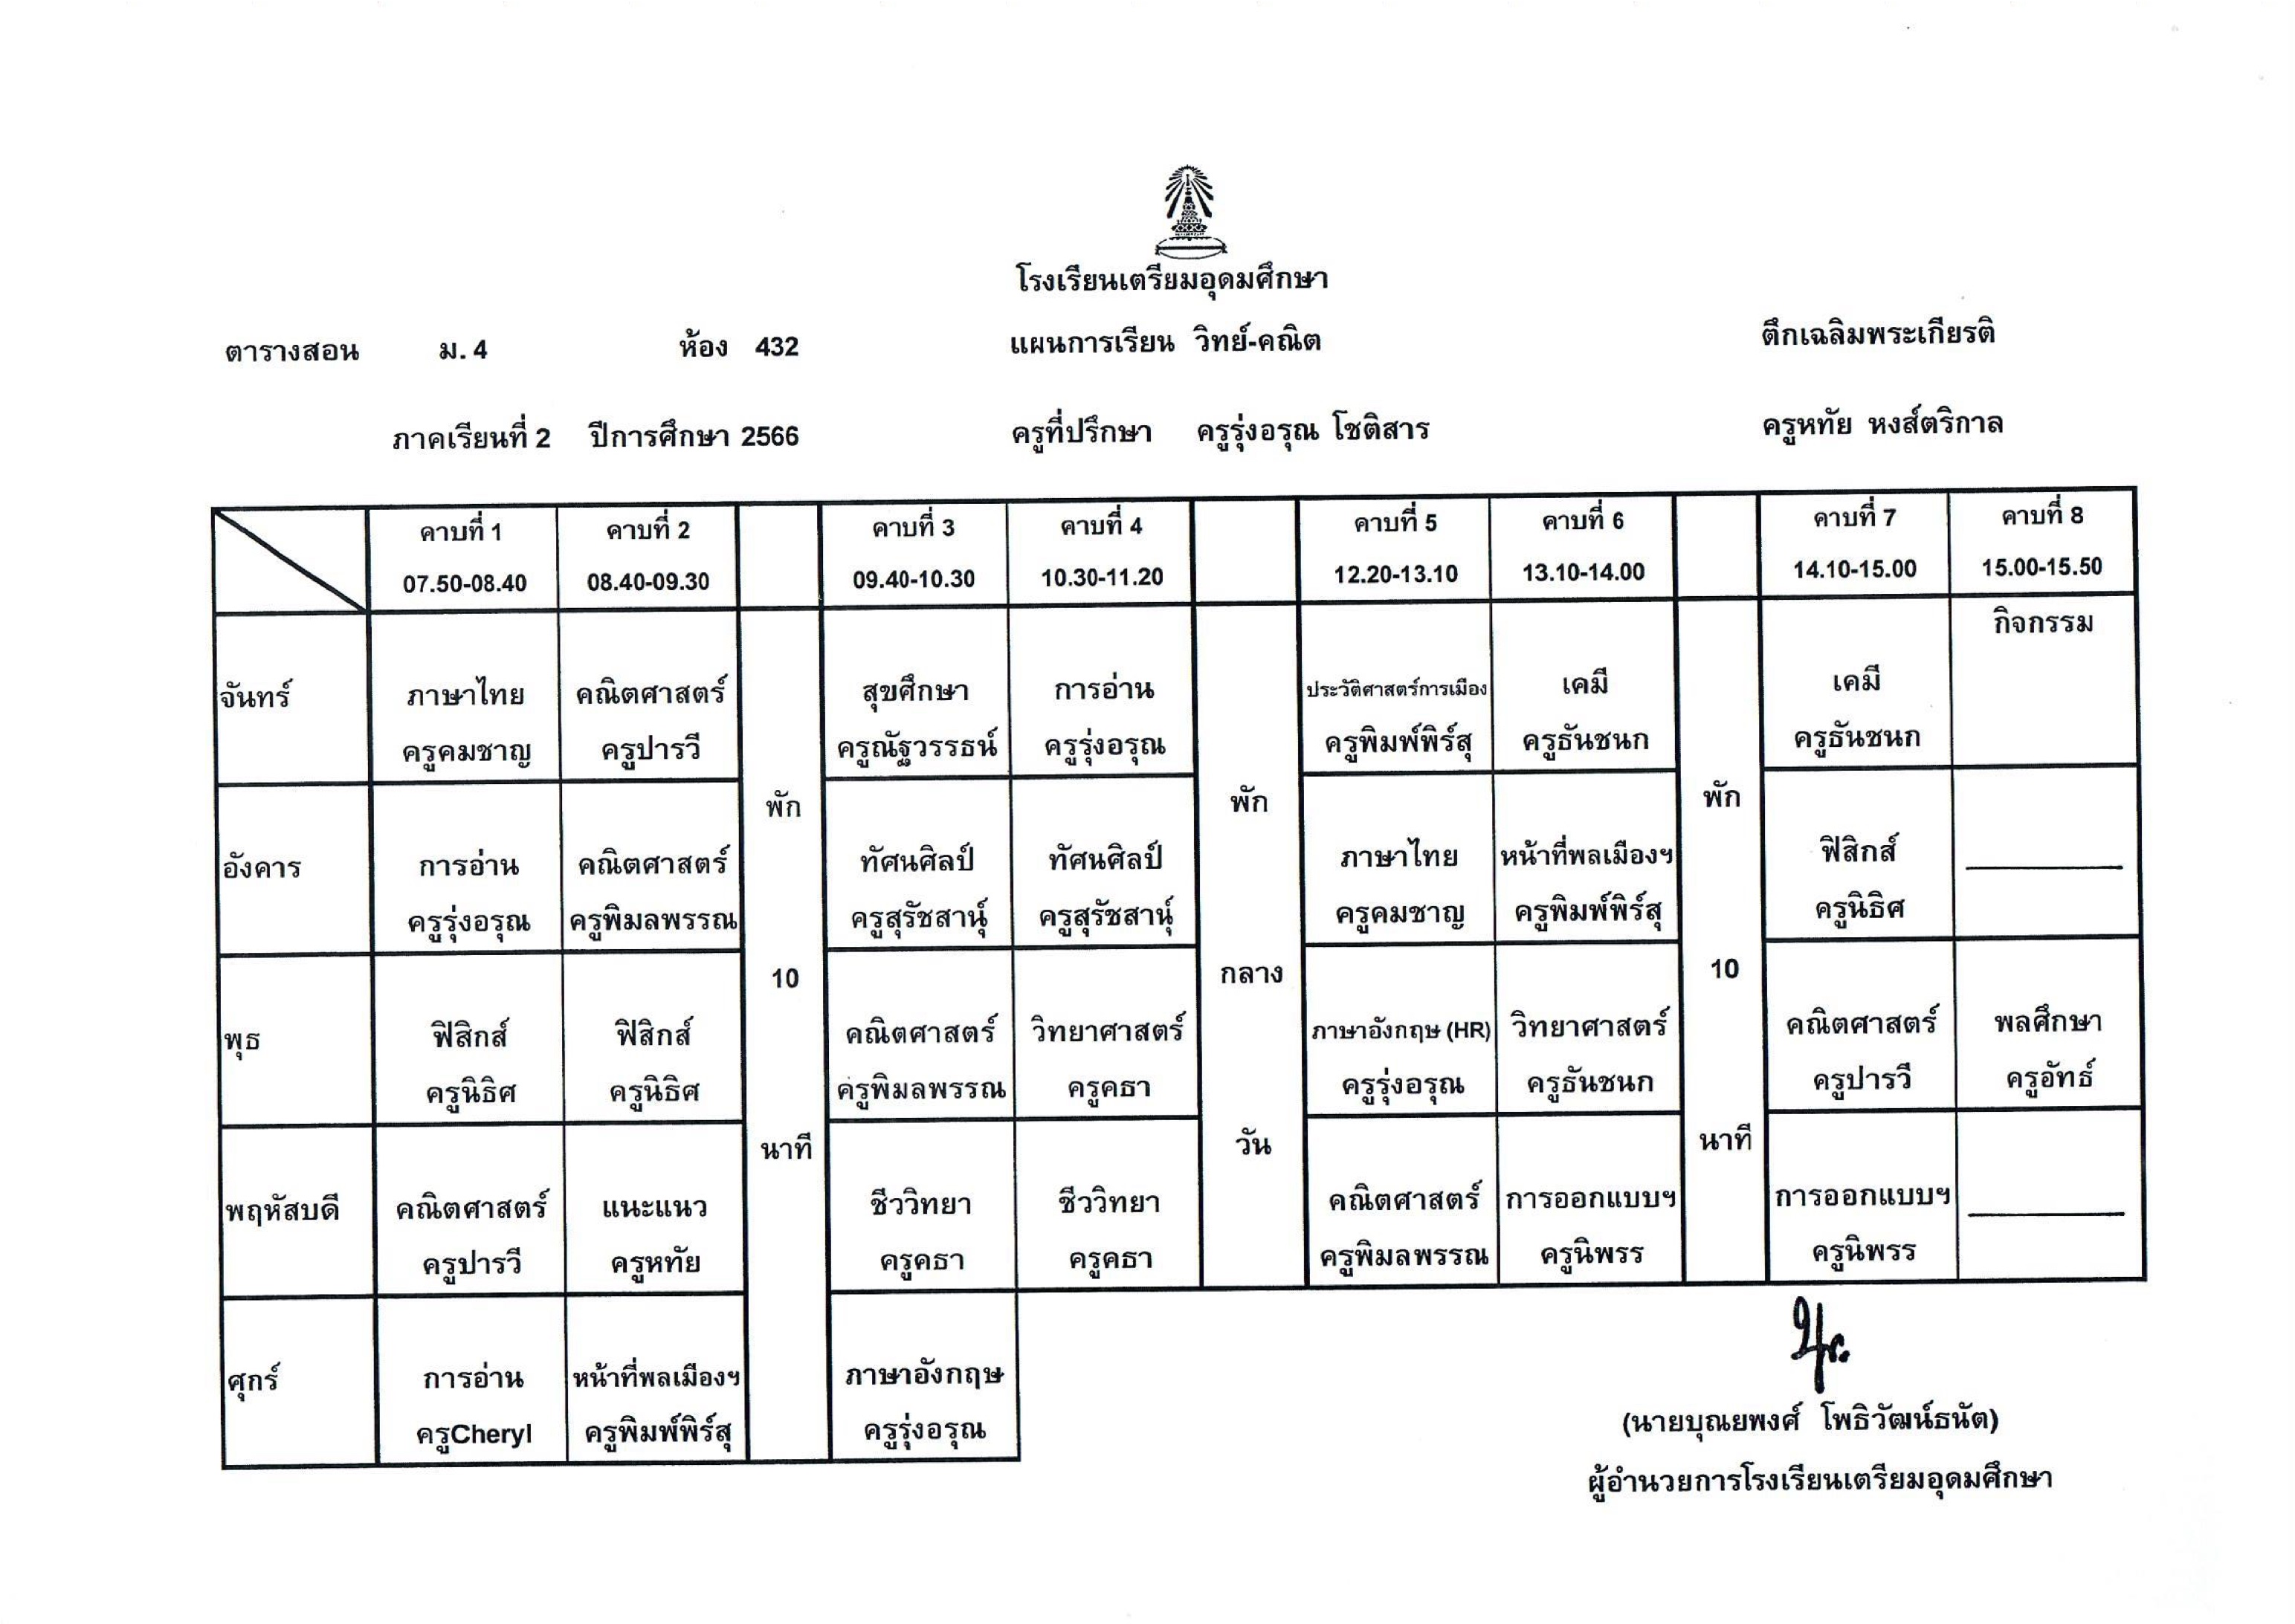 โรงเรียนเตรียมอุดมศึกษา
ตารางสอน ม. 4 ห้อง 432 แผนการเรียน วิทย์-คณิต ตึกเฉลิมพระเกียรติ
ภาคเรียนที่ 2 ปีการศึกษา 2566 ครูที่ปรึกษา ครูรุ่งอรุณ โชติสาร ครูหทัย หงส์ตริกาล
คาบที่ 1 คาบที่ 2 คาบที่ 3 คาบที่ 4 คาบที่ 5 คาบที่ 6 คาบที่ 7 คาบที่ 8
07.50-08.40 08.40-09.30 09.40-10.30 10.30-11.20 12.20-13.10 13.10-14.00 14.10-15.00 15.00-15.50
กิจกรรม
จันทร์ ภาษาไทย คณิตศาสตร์ สุขศึกษา การอ่าน ประวัติศาสตร์การเมือง เคมี เคมี
ครูคมชาญ ครูปารวี ครูณัฐวรรธน์ ครูรุ่งอรุณ ครูพิมพ์พิร์สุ ครูธันชนก ครูธันชนก
พัก พัก พัก
อังคาร การอ่าน คณิตศาสตร์ ทัศนศิลป์ ทัศนศิลป์ ภาษาไทย หน้าที่พลเมืองฯ ฟิสิกส์
ครูรุ่งอรุณ ครูพิมลพรรณ ครูสุรัชสานุ์ ครูสุรัชสานุ์ ครูคมชาญ ครูพิมพ์พิร์สุ ครูนิธิศ
10 กลาง 10
พุธ ฟิสิกส์ ฟิสิกส์ คณิตศาสตร์ วิทยาศาสตร์ ภาษาอังกฤษ (HR) วิทยาศาสตร์ คณิตศาสตร์ พลศึกษา
ครูนิธิศ ครูนิธิศ ครูพิมลพรรณ ครูคธา ครูรุ่งอรุณ ครูธันชนก ครูปารวี ครูอัทธ์
นาที วัน นาที
พฤหัสบดี คณิตศาสตร์ แนะแนว ชีววิทยา ชีววิทยา คณิตศาสตร์ การออกแบบฯ การออกแบบฯ
ครูปารวี ครูหทัย ครูคธา ครูคธา ครูพิมลพรรณ ครูนิพรร ครูนิพรร
ศุกร์ การอ่าน หน้าที่พลเมืองฯ ภาษาอังกฤษ
ครูCheryl ครูพิมพ์พิร์สุ ครูรุ่งอรุณ
(นายบุณยพงศ์ โพธิวัฒน์ธนัต)
ผู้อำนวยการโรงเรียนเตรียมอุดมศึกษา